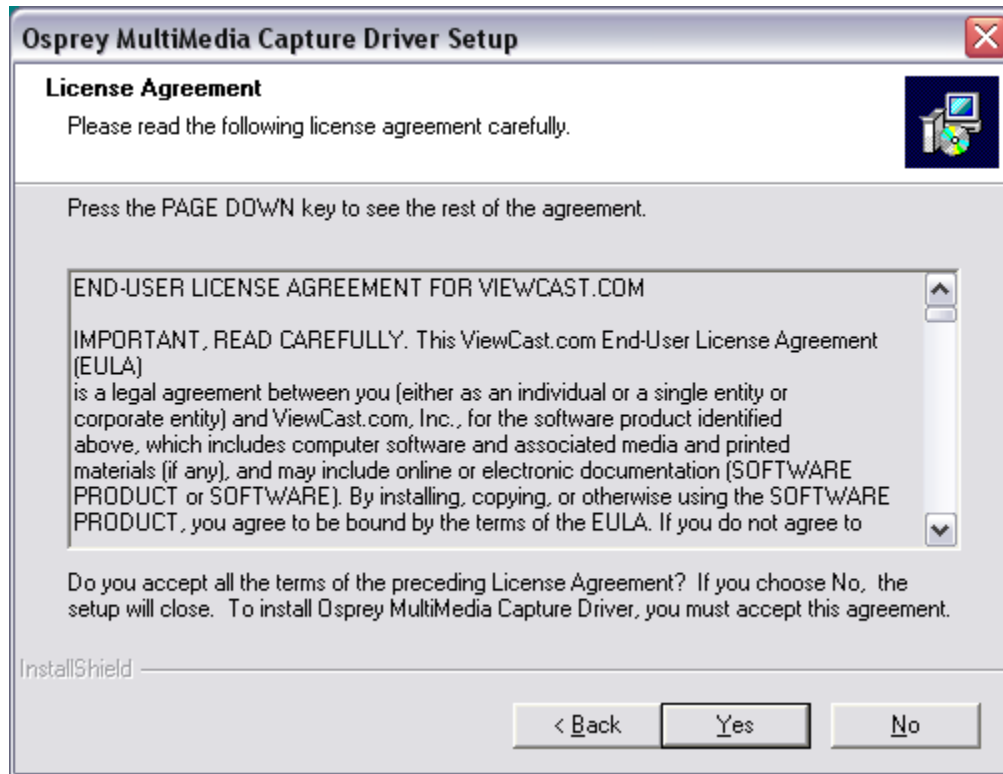 Osprey MultiMedia Capture Driver Setup
License Agreement
Please read the following license agreement carefully.
Press the PAGE DOWN key to see the rest of the agreement.
END-USER LICENSE AGREEMENT FOR VIEWCAST.COM
IMPORTANT, READ CAREFULLY. This ViewCast.com End-User License Agreement
(EULA)
is a legal agreement between you (either as an individual or a single entity or
corporate entity) and ViewCast.com, Inc., for the software product identified
above, which includes computer software and associated media and printed
materials (if any), and may include online or electronic documentation (SOFTWARE
PRODUCT or SOFTWARE). By installing, copying, or otherwise using the SOFTWARE
PRODUCT, you agree to be bound by the terms of the EULA. If you do not agree to
Do you accept all the terms of the preceding License Agreement? If you choose No, the
setup will close. To install Osprey MultiMedia Capture Driver, you must accept this agreement.
InstallShield
< Back Yes No